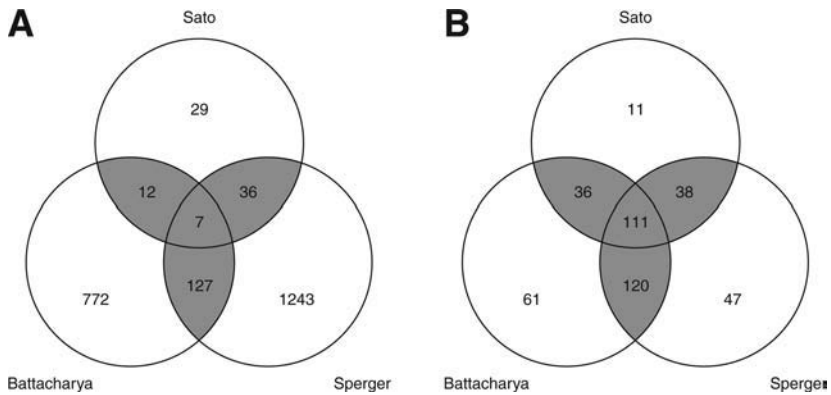 A
Sato
29
12
36
7
772
127
1243
Battacharya
Sperger
B
Sato
11
36
38
111
61
120
47
Battacharya
Sperger